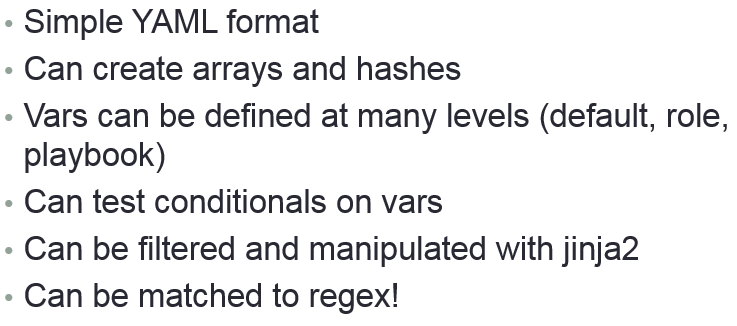 • Simple YAML format
• Can create arrays and hashes
• Vars can be defined at many levels (default, role,
playbook)
• Can test conditionals on vars
• Can be filtered and manipulated with jinja2
• Can be matched to regex!